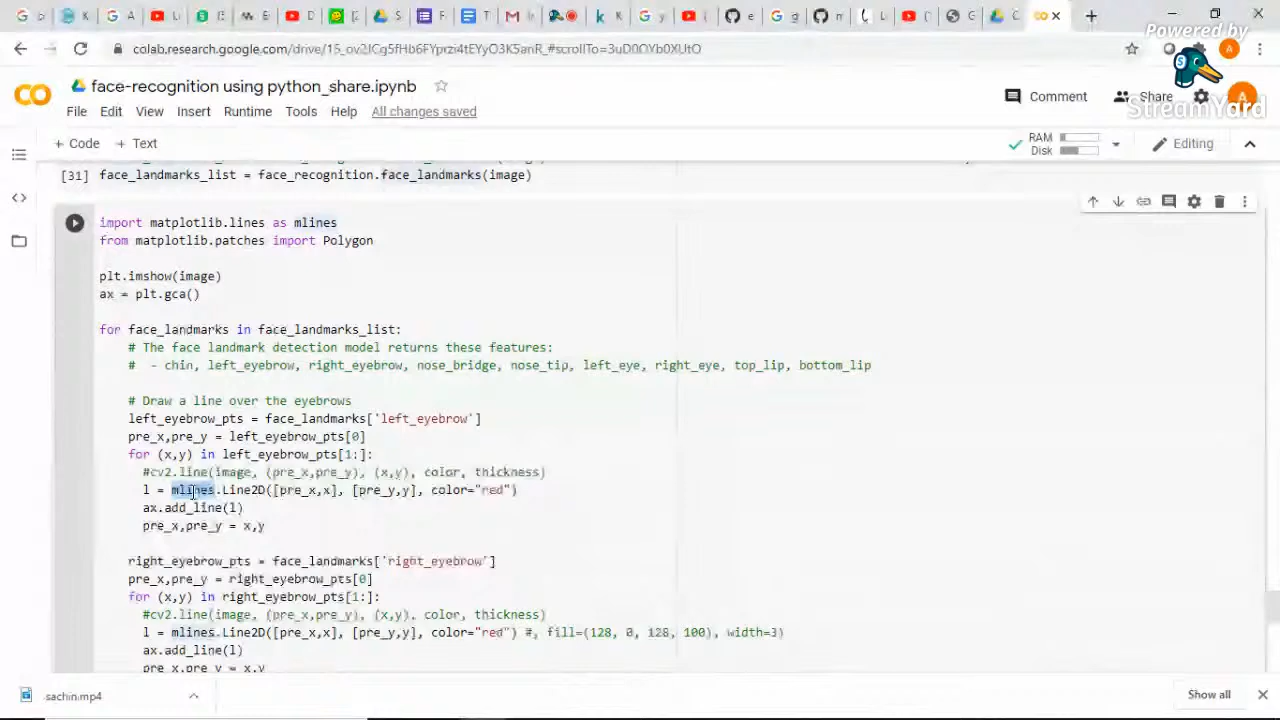 colab.research.google.com/drive/
Powered by
StreamYard
face-recognition using python_share.ipynb
File Edit View Insert Runtime Tools Help All changes saved
Comment Share
+ Code + Text
RAM
Disk
Editing
[31] face_landmarks_list = face_recognition.face_landmarks(image)
import matplotlib.lines as mlines
from matplotlib.patches import Polygon
plt.imshow(image)
ax = plt.gca()
for face_landmarks in face_landmarks_list:
# The face landmark detection model returns these features:
# - chin, left_eyebrow, right_eyebrow, nose_bridge, nose_tip, left_eye, right_eye, top_lip, bottom_lip
# Draw a line over the eyebrows
left_eyebrow_pts = face_landmarks['left_eyebrow']
pre_x,pre_y = left_eyebrow_pts[0]
for (x,y) in left_eyebrow_pts[1:]:
#cv2.line(image, (pre_x,pre_y), (x,y), color, thickness)
l = mlines.Line2D([pre_x,x], [pre_y,y], color="red")
ax.add_line(l)
pre_x,pre_y = x,y
right_eyebrow_pts = face_landmarks['right_eyebrow']
pre_x,pre_y = right_eyebrow_pts[0]
for (x,y) in right_eyebrow_pts[1:]:
#cv2.line(image, (pre_x,pre_y), (x,y), color, thickness)
l = mlines.Line2D([pre_x,x], [pre_y,y], color="red") #, fill=(128, 0, 128, 100), width=3)
ax.add_line(l)
pre_x,pre_y = x,y
sachin.mp4
Show all